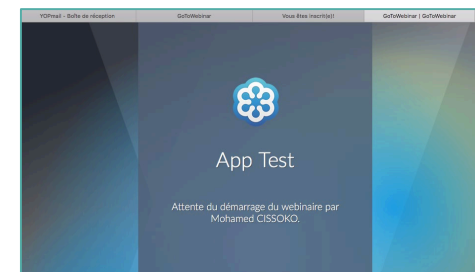 YOPmail - Boîte de réception
GoToWebinar
Vous êtes inscrit(e)!
GoToWebinar | GoToWebinar
App Test
Attente du démarrage du webinaire par
Mohamed CISSOKO.